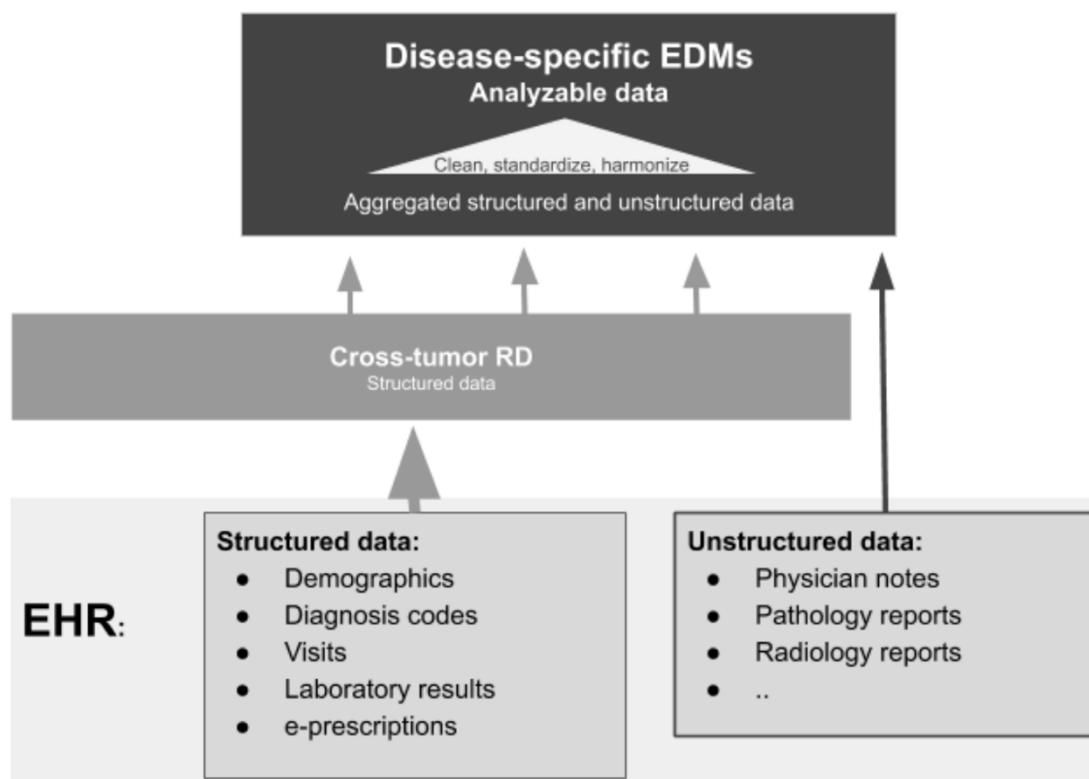 Disease-specific EDMs
Analyzable data
Clean, standardize, harmonize
Aggregated structured and unstructured data
Cross-tumor RD
Structured data
EHR:
Structured data:
● Demographics
● Diagnosis codes
● Visits
● Laboratory results
● e-prescriptions
Unstructured data:
● Physician notes
● Pathology reports
● Radiology reports
● ..